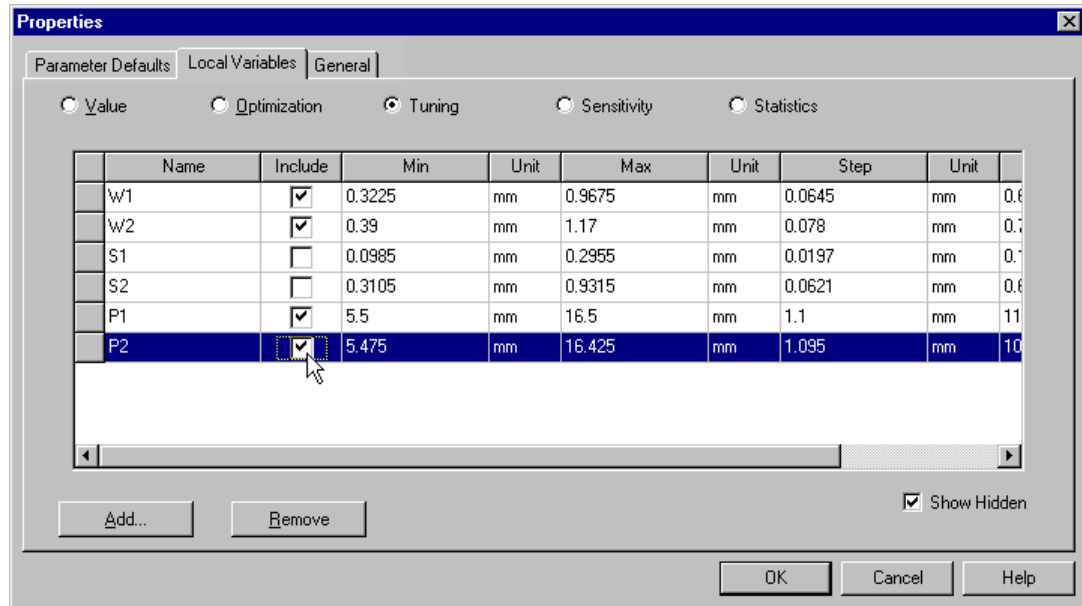 Properties
Parameter Defaults Local Variables General
Value Optimization Tuning Sensitivity Statistics
Name Include Min Unit Max Unit Step Unit
W1 0.3225 mm 0.9675 mm 0.0645 mm
W2 0.39 mm 1.17 mm 0.078 mm
S1 0.0985 mm 0.2955 mm 0.0197 mm
S2 0.3105 mm 0.9315 mm 0.0621 mm
P1 5.5 mm 16.5 mm 1.1 mm 11
P2 5.475 mm 16.425 mm 1.095 mm 10
Show Hidden
Add... Remove
OK Cancel Help